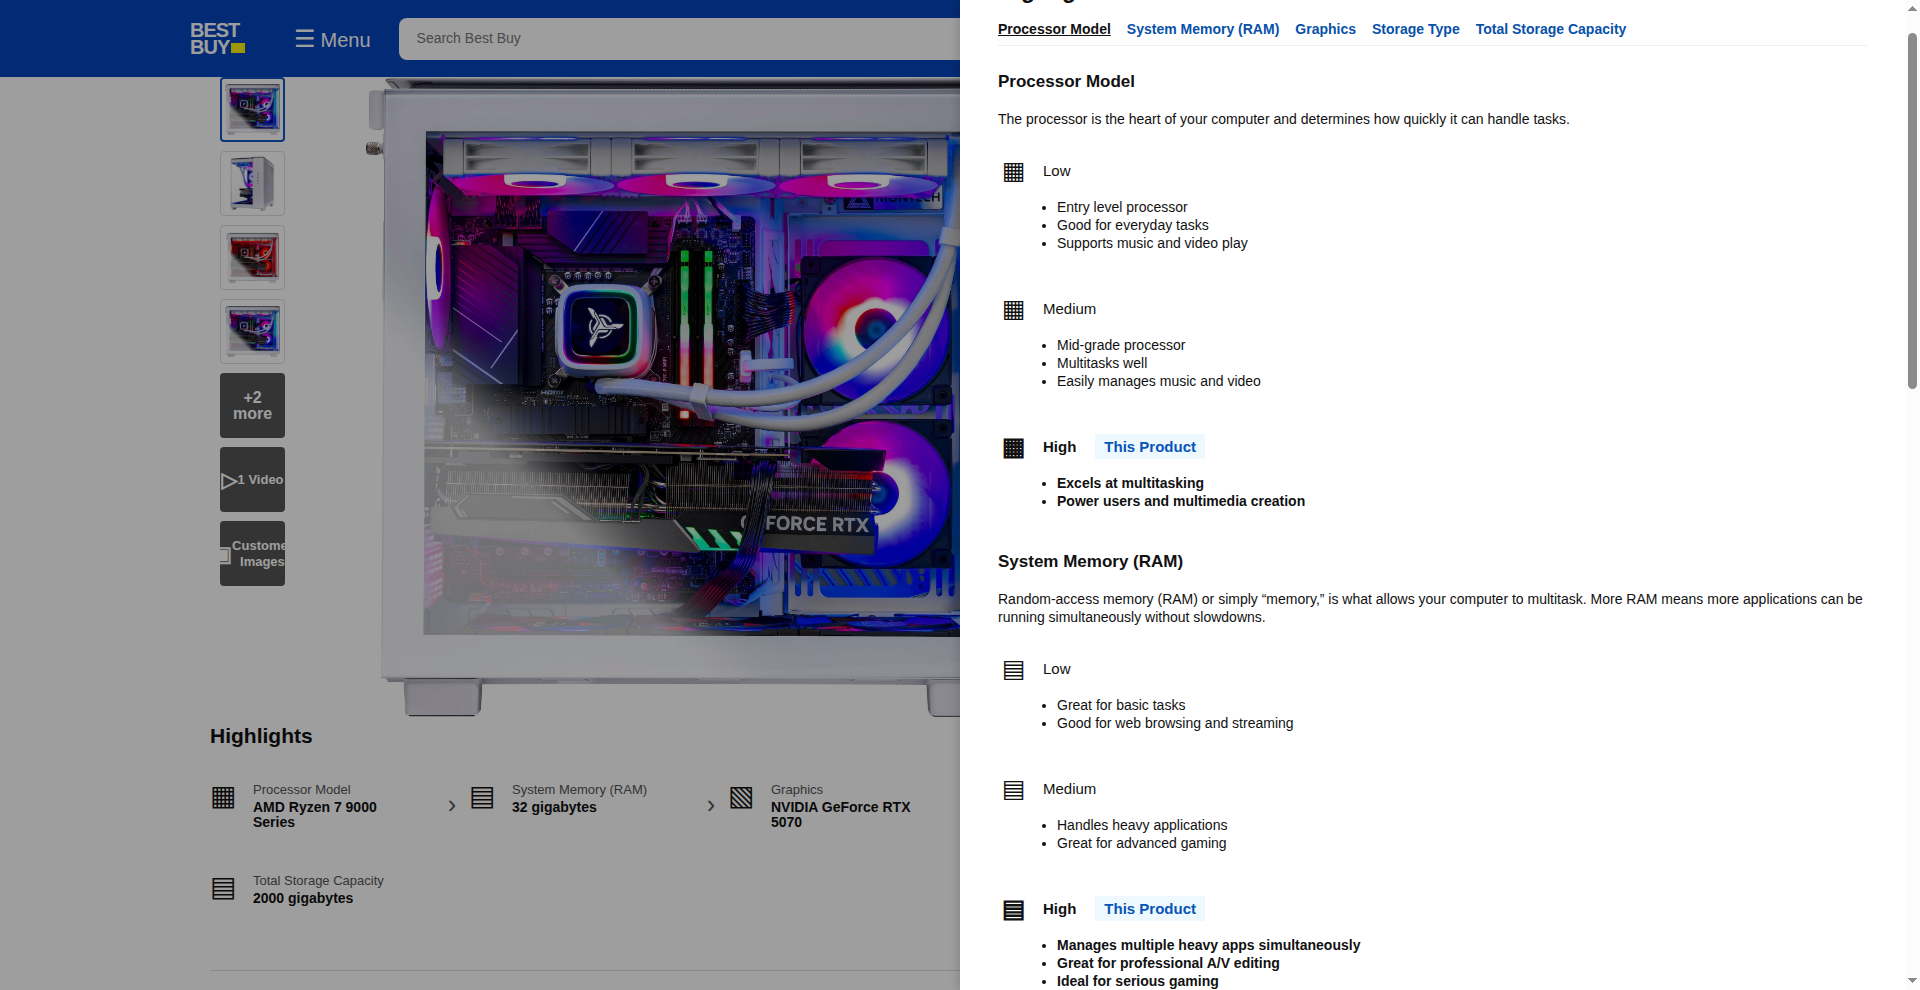 BEST
BUY
Menu
Search Best Buy
+2
more
1 Video
Custome
Images
MONTECH
FORCE RTX
Highlights
Processor Model
AMD Ryzen 7 9000
Series
System Memory (RAM)
32 gigabytes
Graphics
NVIDIA GeForce RTX
5070
Total Storage Capacity
2000 gigabytes
Processor Model System Memory (RAM) Graphics Storage Type Total Storage Capacity
Processor Model
The processor is the heart of your computer and determines how quickly it can handle tasks.
Low
• Entry level processor
• Good for everyday tasks
• Supports music and video play
Medium
• Mid-grade processor
• Multitasks well
• Easily manages music and video
High This Product
• Excels at multitasking
• Power users and multimedia creation
System Memory (RAM)
Random-access memory (RAM) or simply “memory,” is what allows your computer to multitask. More RAM means more applications can be
running simultaneously without slowdowns.
Low
• Great for basic tasks
• Good for web browsing and streaming
Medium
• Handles heavy applications
• Great for advanced gaming
High This Product
• Manages multiple heavy apps simultaneously
• Great for professional A/V editing
• Ideal for serious gaming